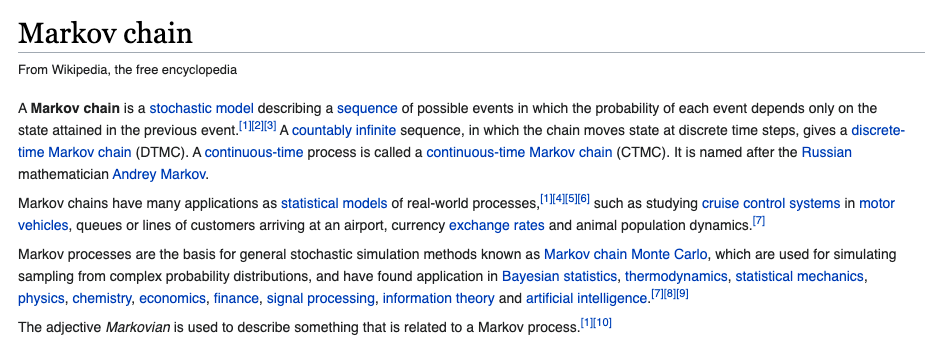 Markov chain
From Wikipedia, the free encyclopedia
A Markov chain is a stochastic model describing a sequence of possible events in which the probability of each event depends only on the
state attained in the previous event.[1][2][3] A countably infinite sequence, in which the chain moves state at discrete time steps, gives a discrete-
time Markov chain (DTMC). A continuous-time process is called a continuous-time Markov chain (CTMC). It is named after the Russian
mathematician Andrey Markov.
Markov chains have many applications as statistical models of real-world processes,[1][4][5][6] such as studying cruise control systems in motor
vehicles, queues or lines of customers arriving at an airport, currency exchange rates and animal population dynamics.[7]
Markov processes are the basis for general stochastic simulation methods known as Markov chain Monte Carlo, which are used for simulating
sampling from complex probability distributions, and have found application in Bayesian statistics, thermodynamics, statistical mechanics,
physics, chemistry, economics, finance, signal processing, information theory and artificial intelligence.[7][8][9]
The adjective Markovian is used to describe something that is related to a Markov process.[1][10]